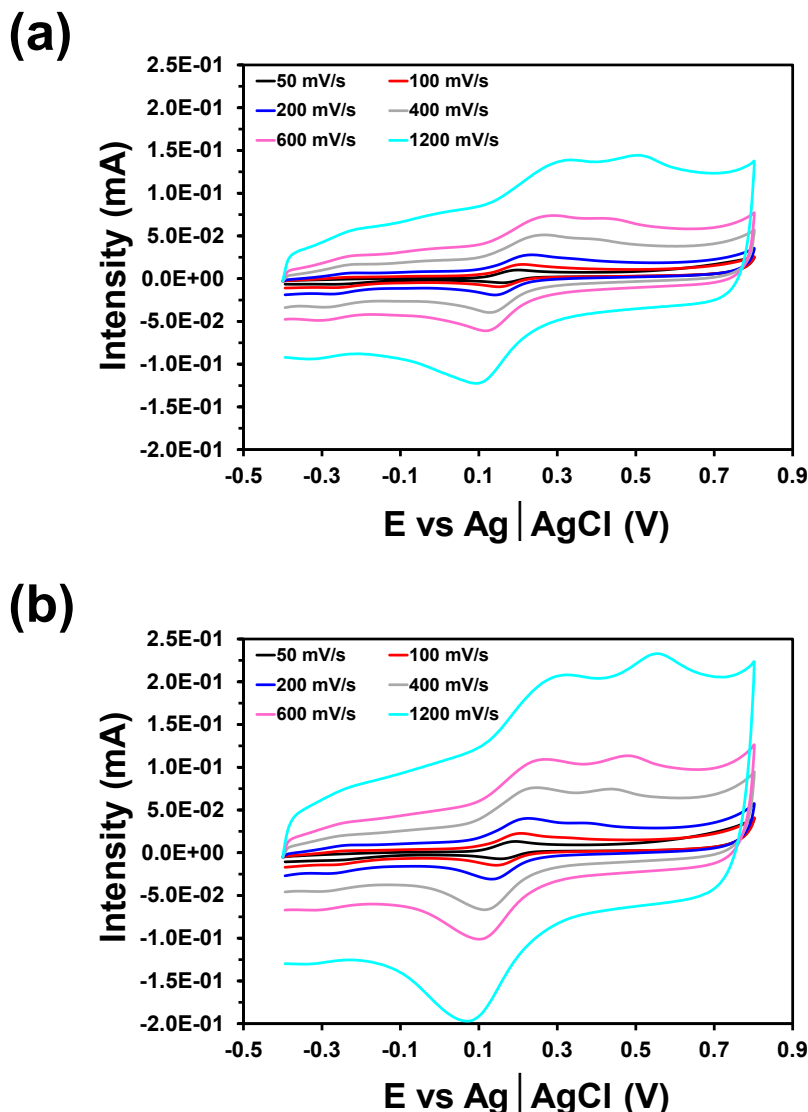 (a)
2.5E-01
2.0E-01
1.5E-01
1.0E-01
5.0E-02
0.0E+00
-5.0E-02
-1.0E-01
-1.5E-01
-2.0E-01
Intensity (mA)
50 mV/s 100 mV/s
200 mV/s 400 mV/s
600 mV/s 1200 mV/s
-0.5 -0.3 -0.1 0.1 0.3 0.5 0.7 0.9
E vs Ag│AgCl (V)
(b)
2.5E-01
2.0E-01
1.5E-01
1.0E-01
5.0E-02
0.0E+00
-5.0E-02
-1.0E-01
-1.5E-01
-2.0E-01
Intensity (mA)
50 mV/s 100 mV/s
200 mV/s 400 mV/s
600 mV/s 1200 mV/s
-0.5 -0.3 -0.1 0.1 0.3 0.5 0.7 0.9
E vs Ag│AgCl (V)